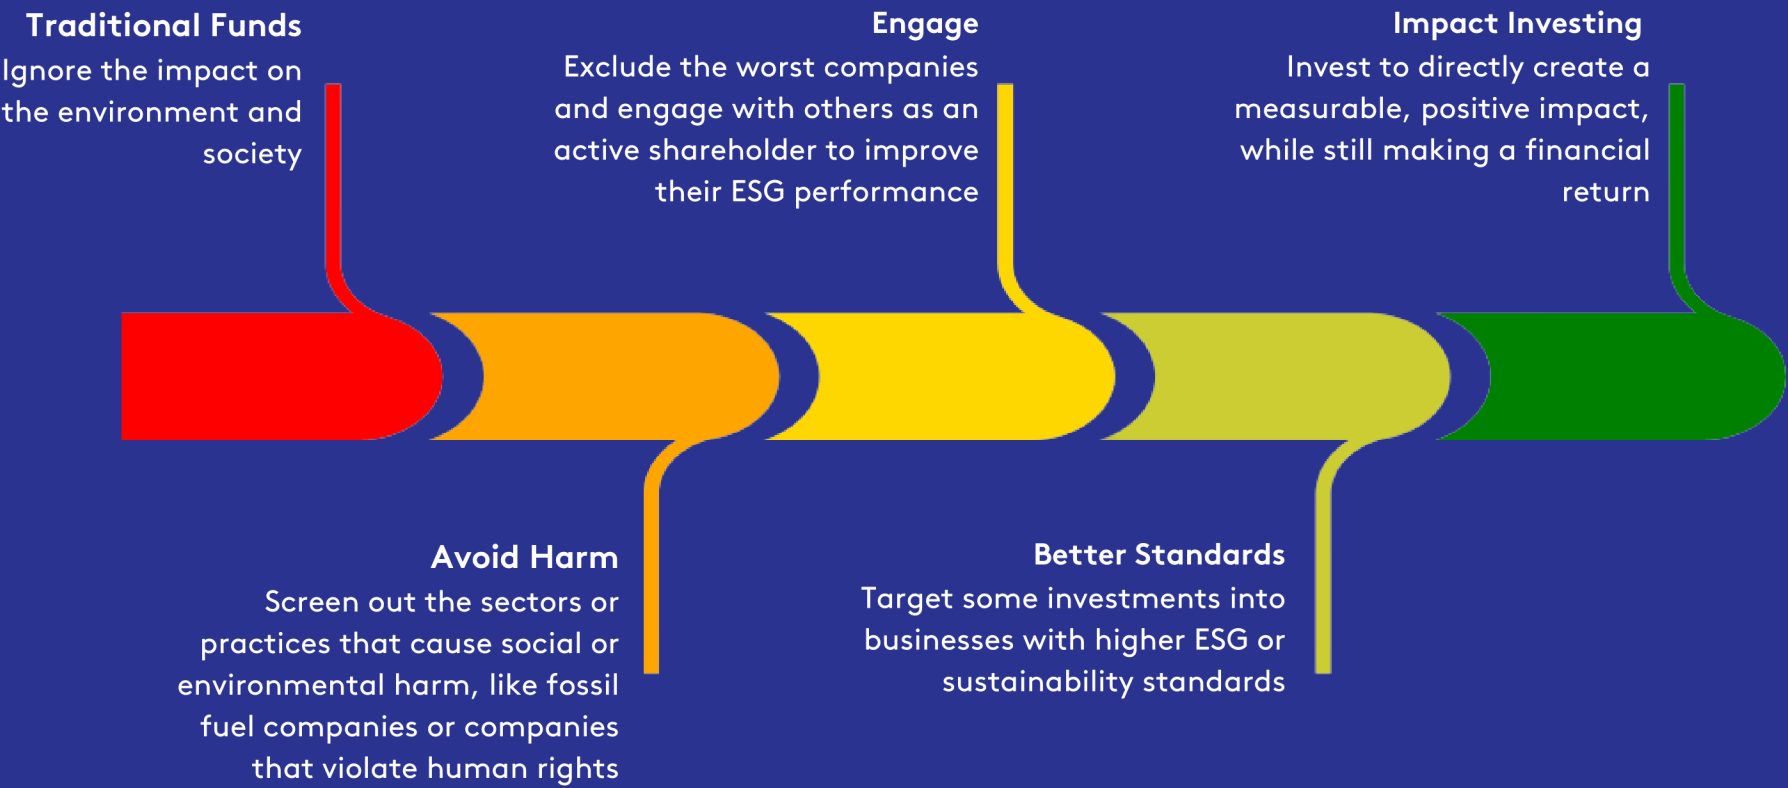 Traditional Funds
Ignore the impact on
the environment and
society
Avoid Harm
Screen out the sectors or
practices that cause social or
environmental harm, like fossil
fuel companies or companies
that violate human rights
Engage
Exclude the worst companies
and engage with others as an
active shareholder to improve
their ESG performance
Better Standards
Target some investments into
businesses with higher ESG or
sustainability standards
Impact Investing
Invest to directly create a
measurable, positive impact,
while still making a financial
return